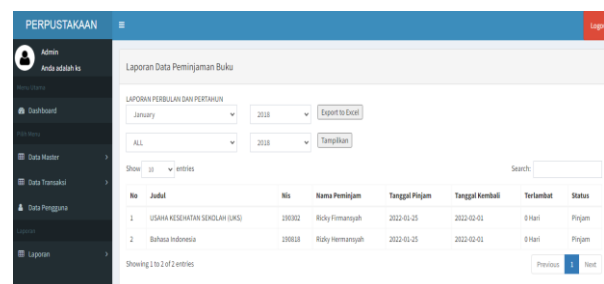 PERPUSTAKAAN
Logo
Admin
Anda adalah ks
Menu Utama
Dashboard
Pilih Menu
Data Master
Data Transaksi
Data Pengguna
Laporan
Laporan
Laporan Data Peminjaman Buku
LAPORAN PERBULAN DAN PERTAHUN
January 2018 Export to Excel
ALL 2018 Tampilkan
Show 10 entries Search:
No Judul Nis Nama Peminjam Tanggal Pinjam Tanggal Kembali Terlambat Status
1 USAHA KESEHATAN SEKOLAH (UKS) 190302 Ricky Firmansyah 2022-01-25 2022-02-01 0 Hari Pinjam
2 Bahasa Indonesia 190818 Rizky Hermansyah 2022-01-25 2022-02-01 0 Hari Pinjam
Showing 1 to 2 of 2 entries Previous 1 Next